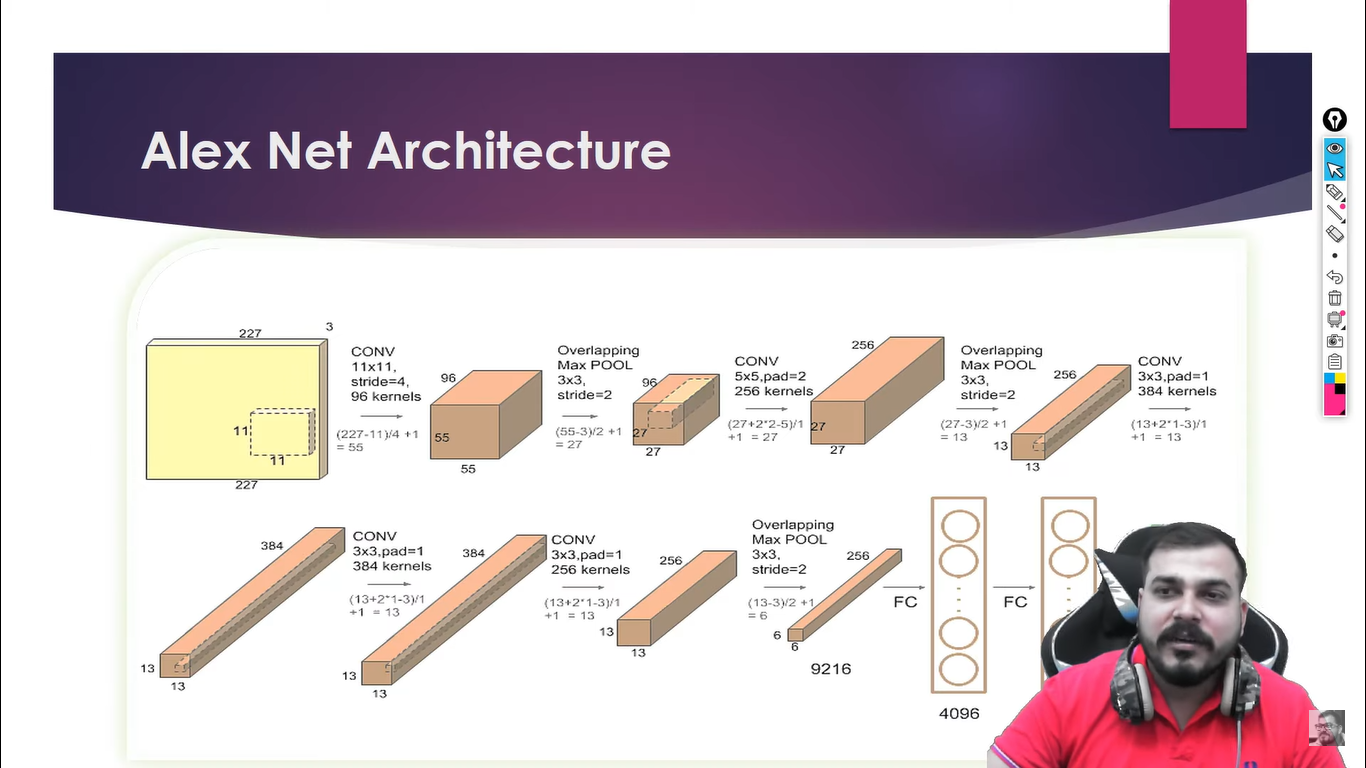 Alex Net Architecture
227
3
CONV
11x11,
stride=4,
96 kernels
(227-11)/4 +1
= 55
11
11
227
96
55
55
Overlapping
Max POOL
3x3,
stride=2
(55-3)/2 +1
= 27
96
27
27
CONV
5x5,pad=2
256 kernels
(27+2*2-5)/1
+1 = 27
256
27
27
Overlapping
Max POOL
3x3,
stride=2
(27-3)/2 +1
= 13
256
13
13
CONV
3x3,pad=1
384 kernels
(13+2*1-3)/1
+1 = 13
384
13
13
CONV
3x3,pad=1
384 kernels
(13+2*1-3)/1
+1 = 13
384
13
13
CONV
3x3,pad=1
256 kernels
(13+2*1-3)/1
+1 = 13
256
13
13
Overlapping
Max POOL
3x3,
stride=2
(13-3)/2 +1
= 6
256
6
6
9216
FC
4096
FC